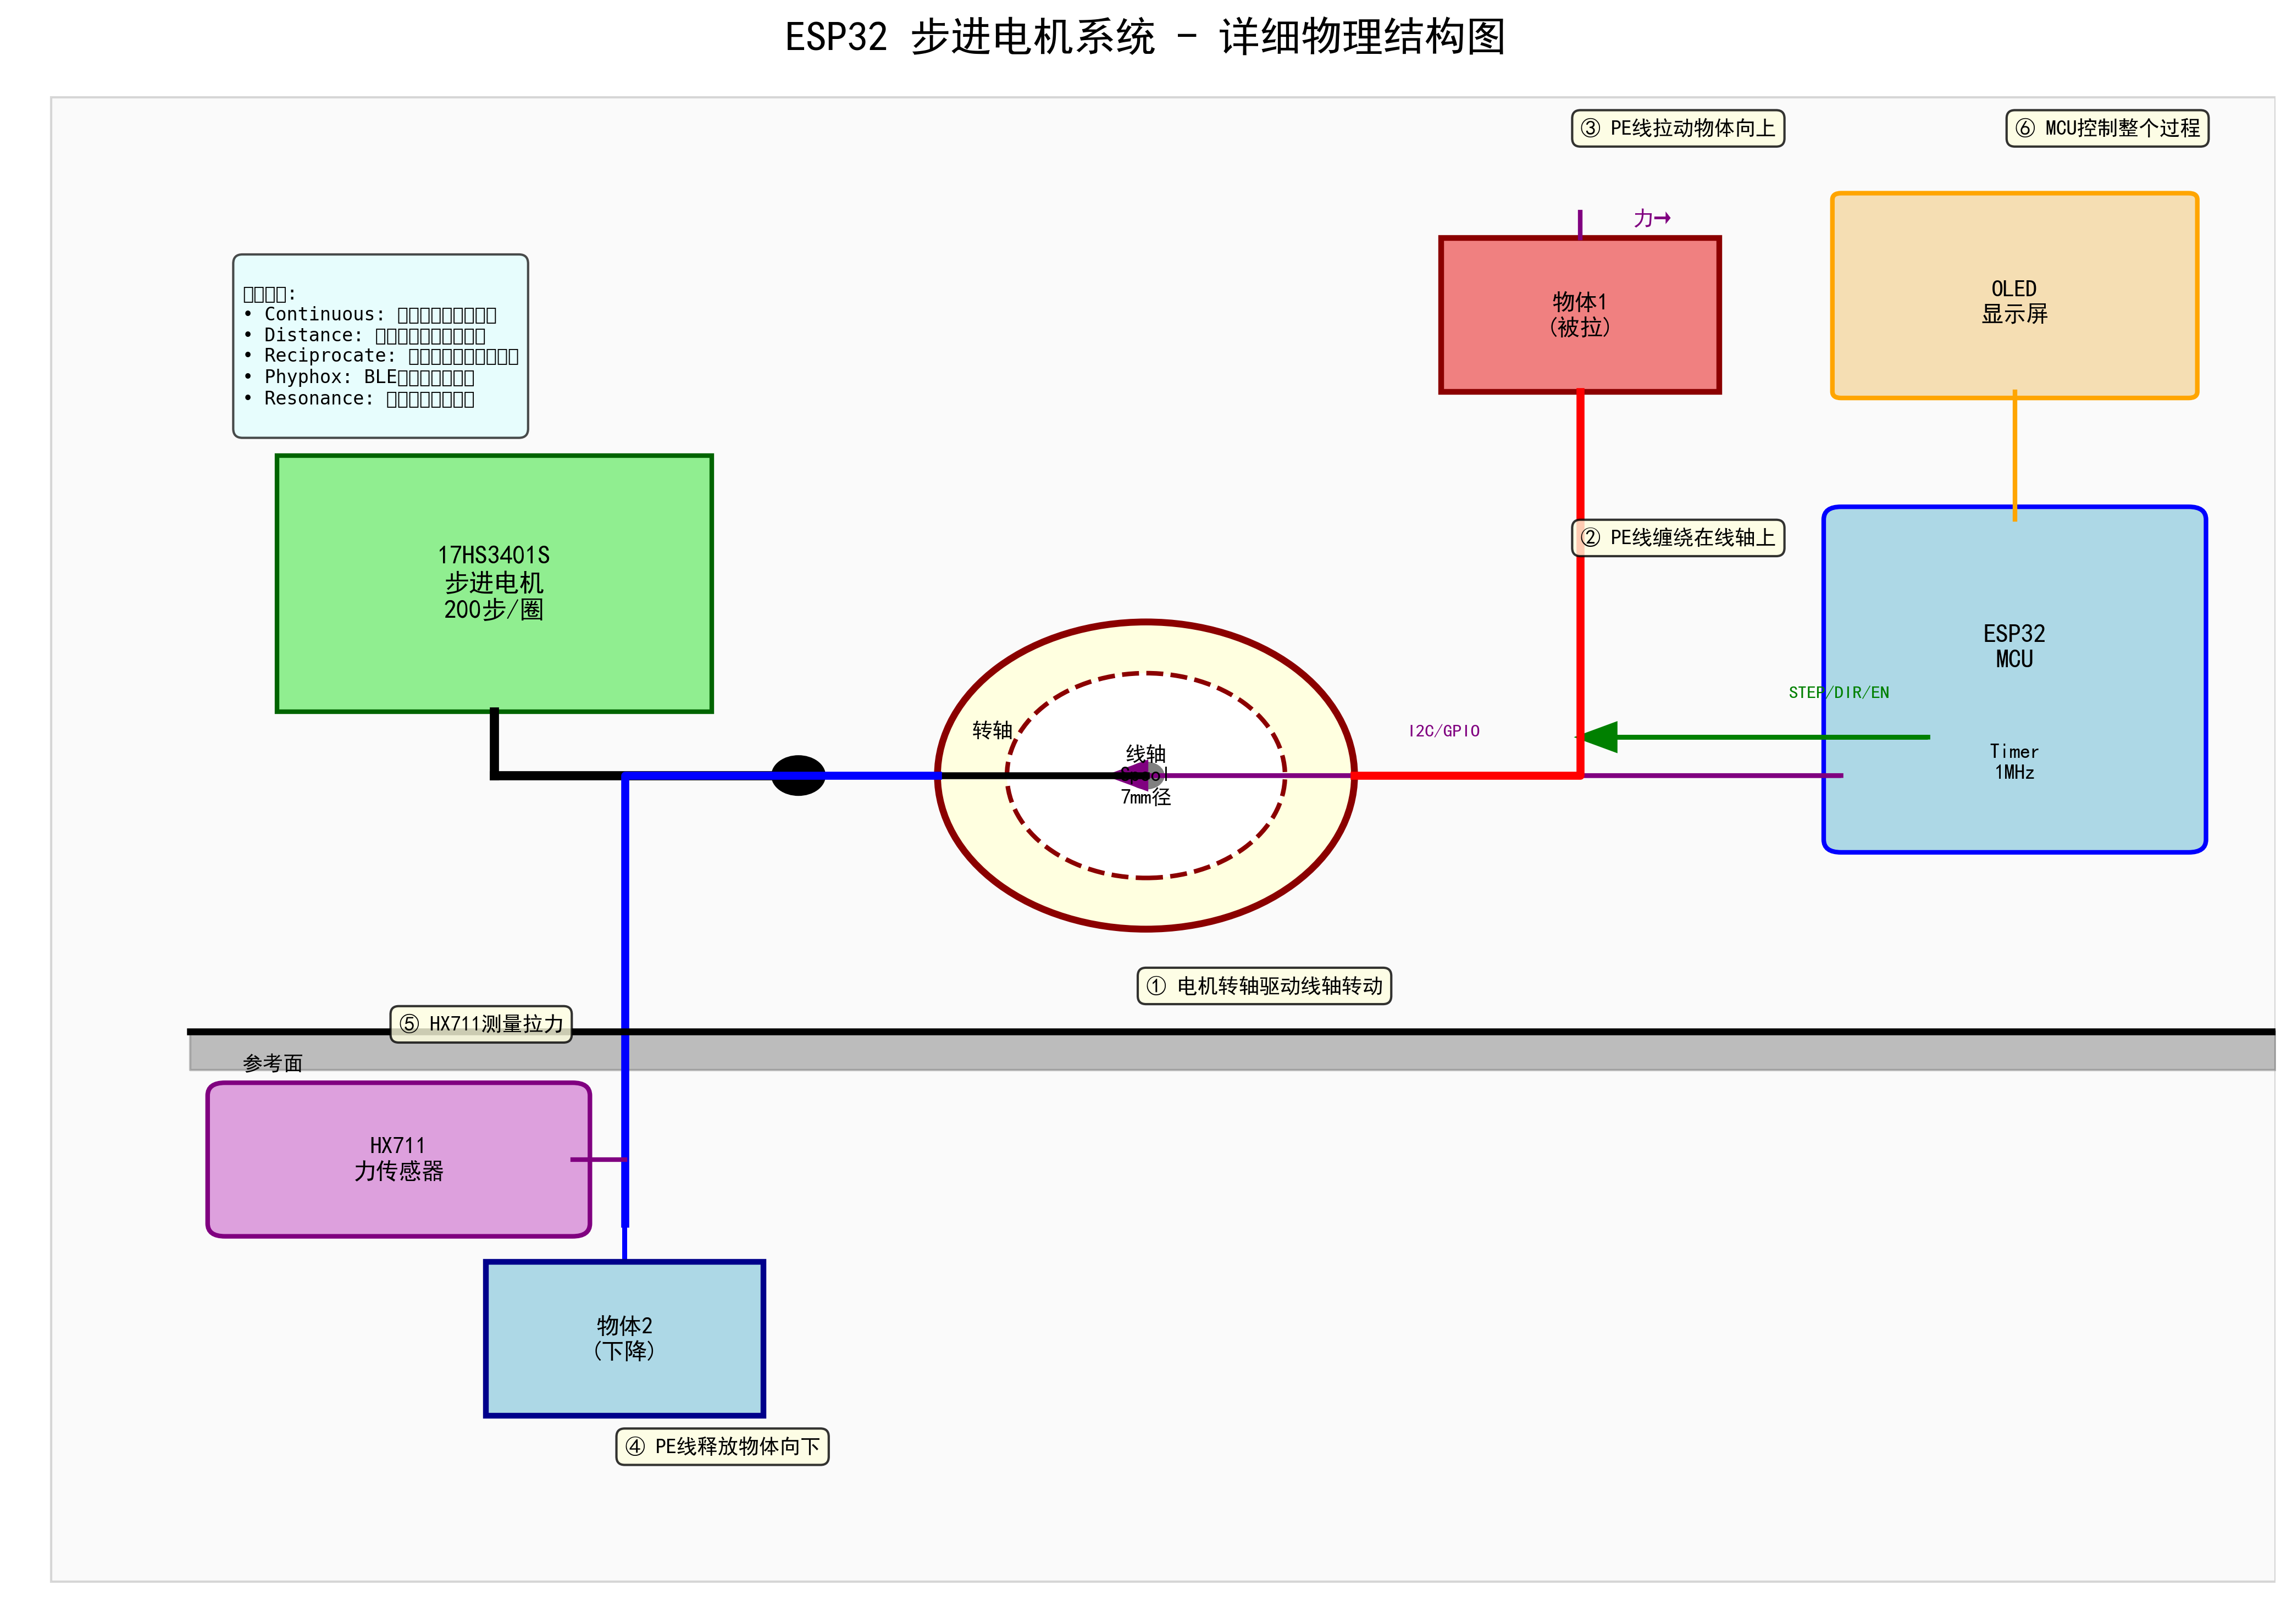 ESP32 步进电机系统 - 详细物理结构图
③ PE线拉动物体向上
⑥ MCU控制整个过程
力→
:
• Continuous:
• Distance:
• Reciprocate:
• Phyphox: BLE
• Resonance:
物体1
(被拉)
OLED
显示屏
17HS3401S
步进电机
200步/圈
② PE线缠绕在线轴上
ESP32
MCU
STEP/DIR/EN
Timer
1MHz
I2C/GPIO
转轴
线轴
Spool
7mm径
① 电机转轴驱动线轴转动
⑤ HX711测量拉力
参考面
HX711
力传感器
物体2
(下降)
④ PE线释放物体向下